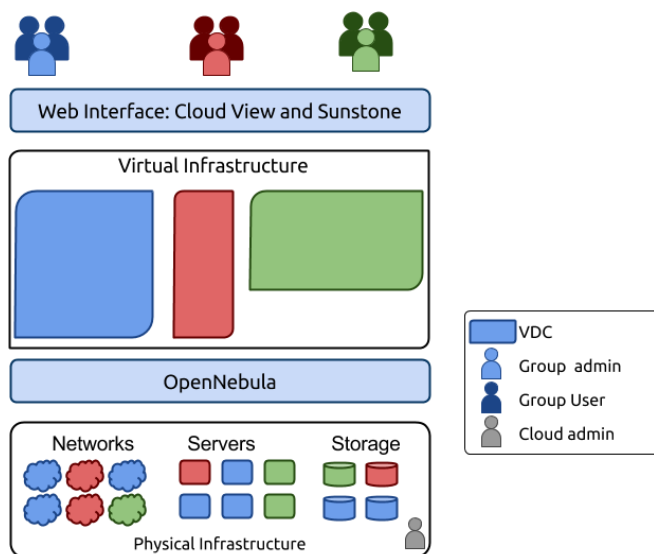 Web Interface: Cloud View and Sunstone
Virtual Infrastructure
OpenNebula
Networks Servers Storage
Physical Infrastructure
VDC
Group admin
Group User
Cloud admin